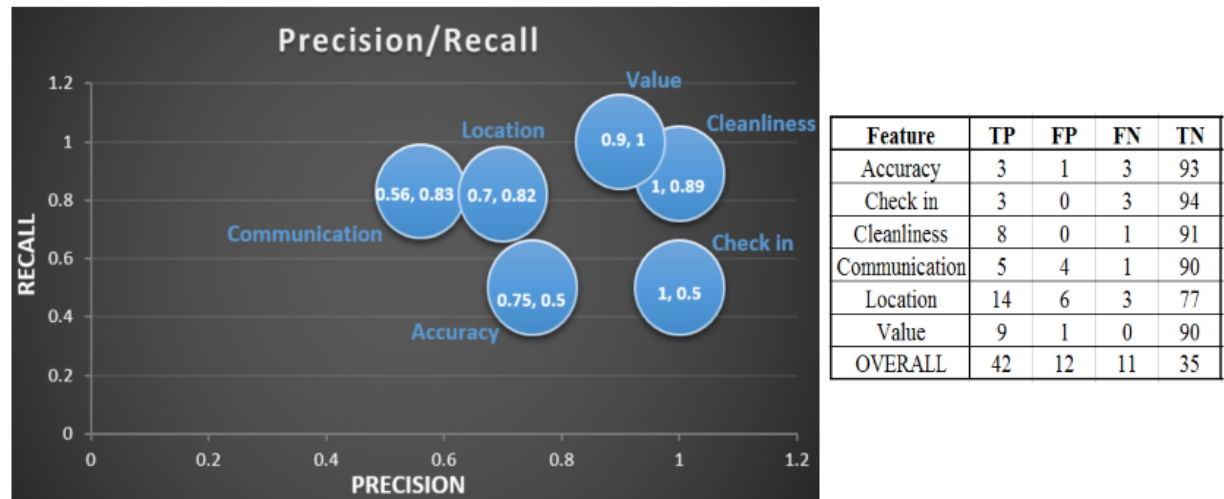 Precision/Recall
1.2
1
0.8
0.6
0.4
0.2
0
0
0.2
0.4
0.6
0.8
1
1.2
RECALL
PRECISION
Value
0.9, 1
Cleanliness
1, 0.89
Location
0.7, 0.82
0.56, 0.83
Communication
Check in
1, 0.5
0.75, 0.5
Accuracy
Feature TP FP FN TN
Accuracy 3 1 3 93
Check in 3 0 3 94
Cleanliness 8 0 1 91
Communication 5 4 1 90
Location 14 6 3 77
Value 9 1 0 90
OVERALL 42 12 11 35